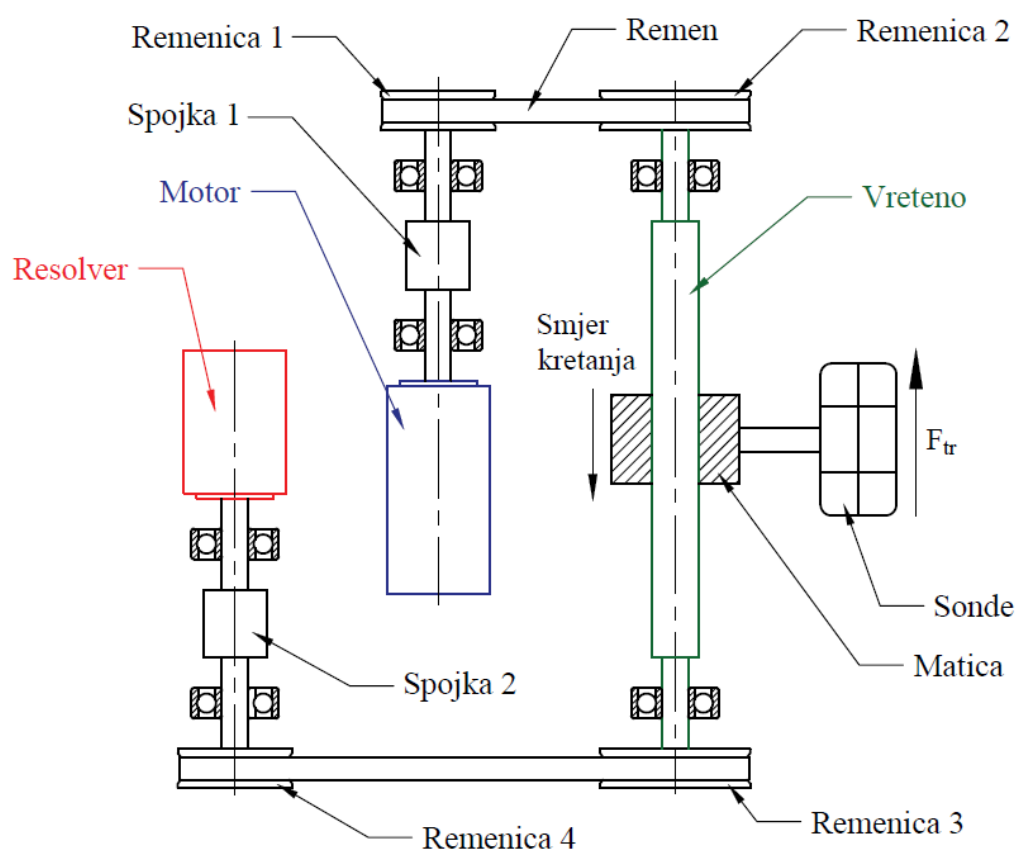 Remenica 1
Remen
Remenica 2
Spojka 1
Motor
Vreteno
Resolver
Smjer
kretanja
Ftr
Sonde
Matica
Spojka 2
Remenica 4
Remenica 3